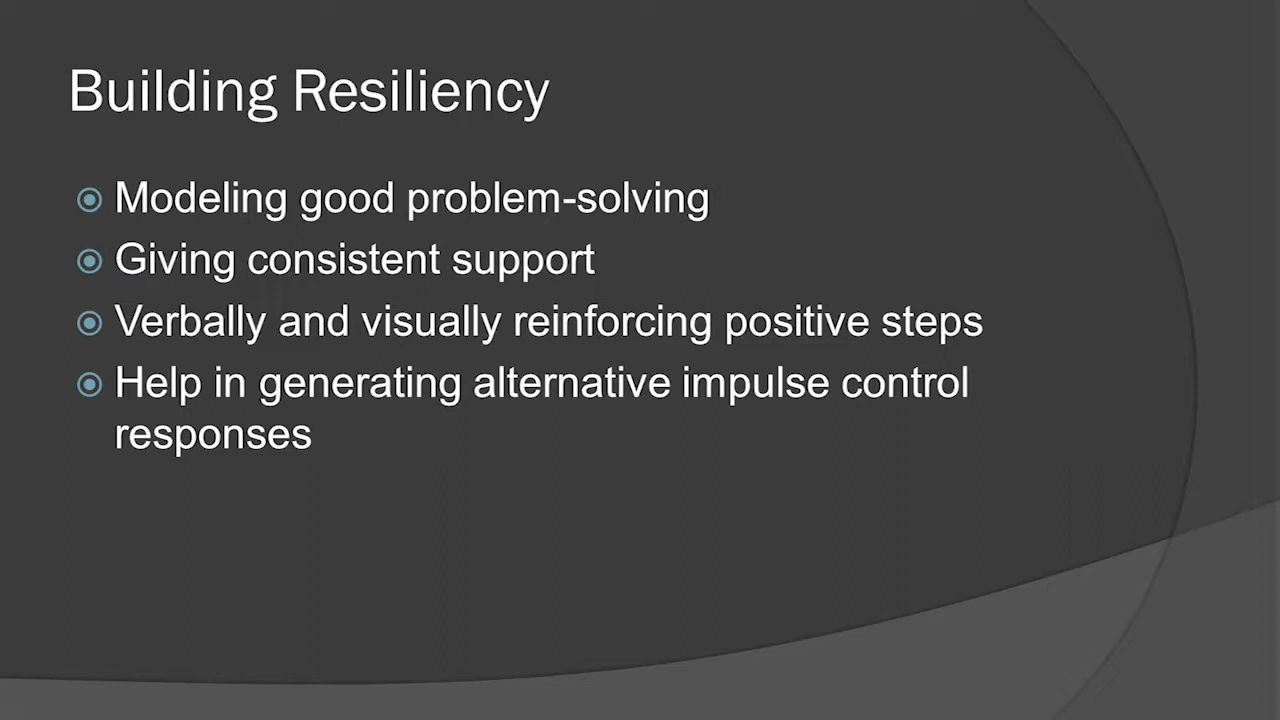 Building Resiliency
Modeling good problem-solving
Giving consistent support
Verbally and visually reinforcing positive steps
Help in generating alternative impulse control
responses